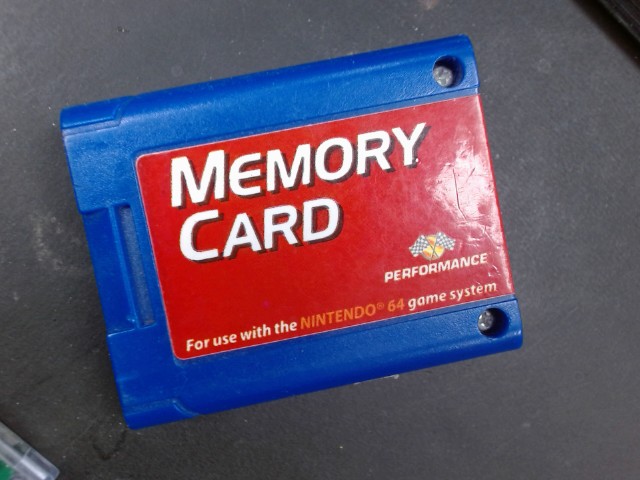 MEMORY
CARD
PERFORMANCE
For use with the NINTENDO® 64 game system